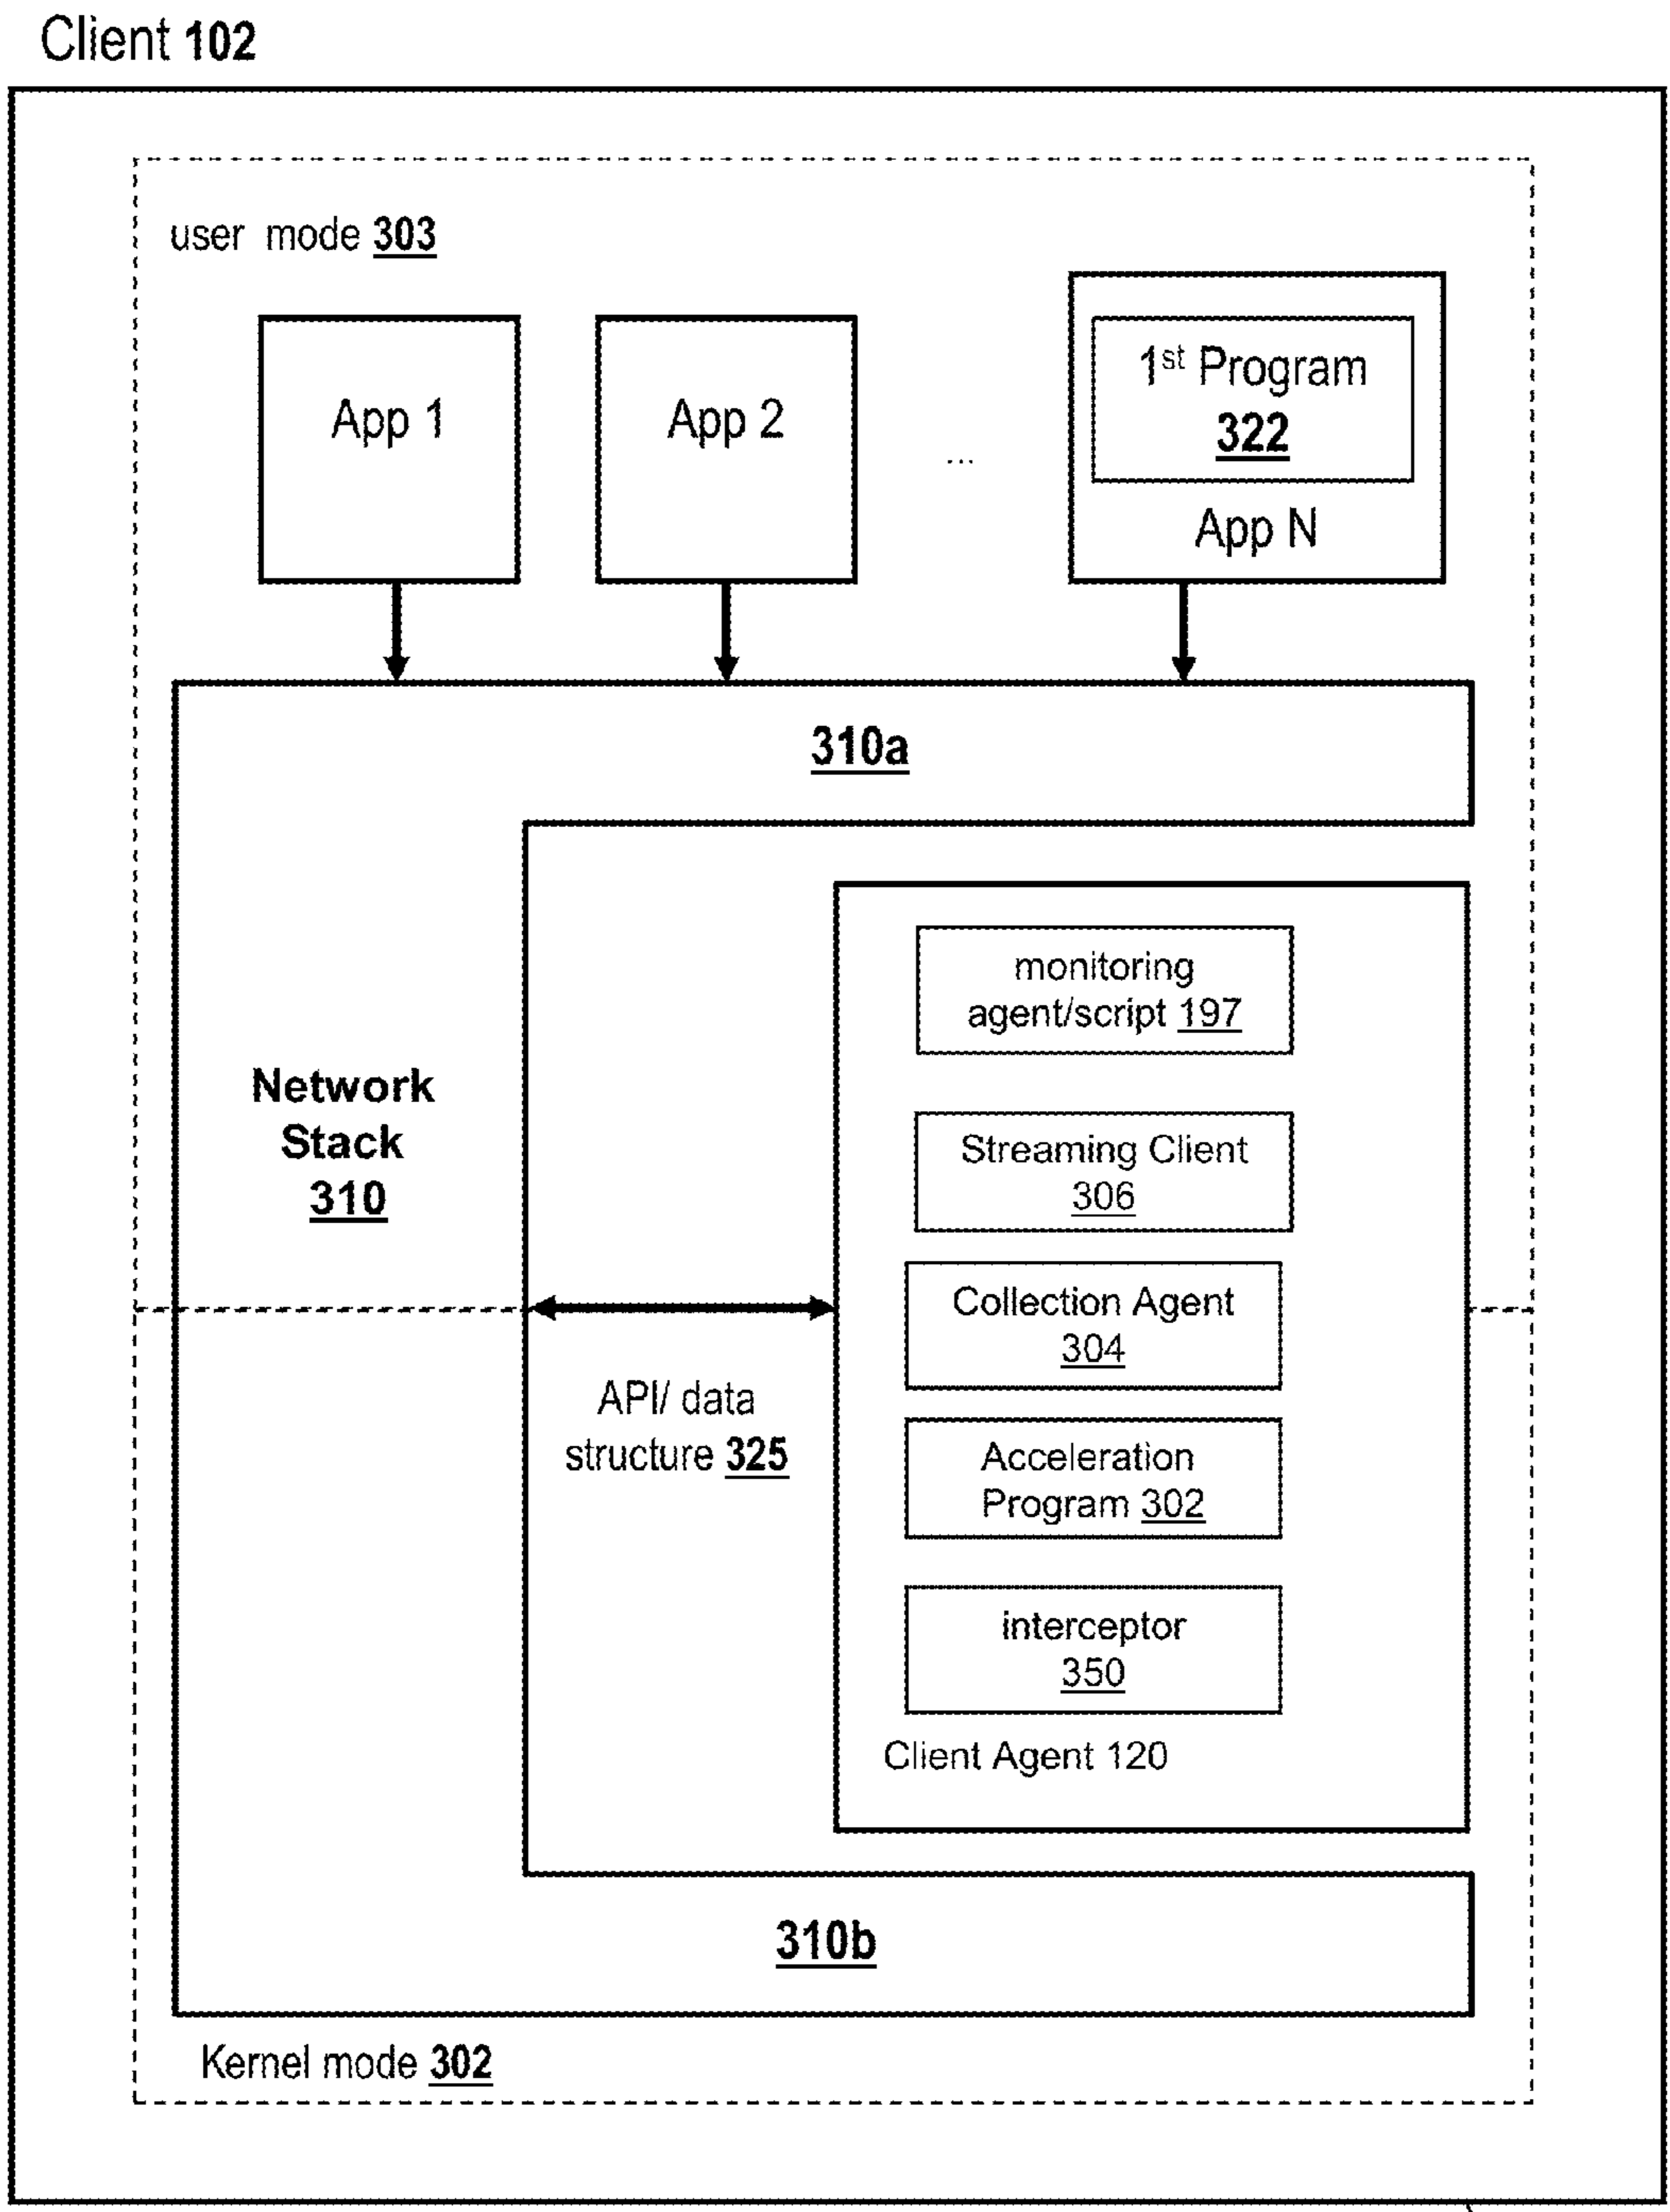 Client 102
user mode 303
App 1
App 2
...
1st Program
322
App N
310a
Network
Stack
310
monitoring
agent/script 197
Streaming Client
306
Collection Agent
304
API/ data
structure 325
Acceleration
Program 302
interceptor
350
Client Agent 120
310b
Kernel mode 302